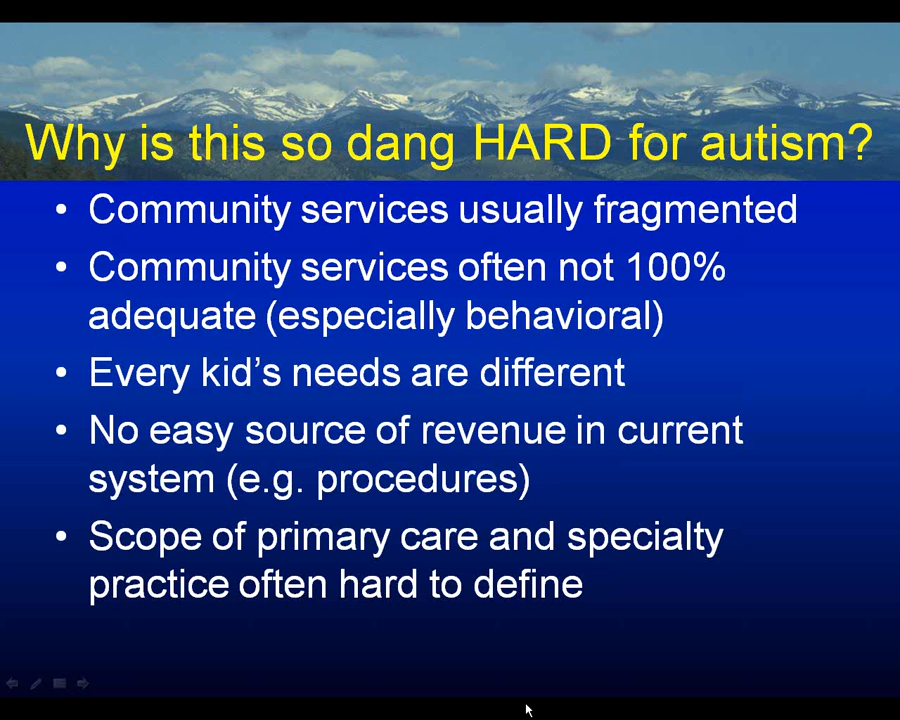 Why is this so dang HARD for autism?
• Community services usually fragmented
• Community services often not 100%
adequate (especially behavioral)
• Every kid's needs are different
• No easy source of revenue in current
system (e.g. procedures)
• Scope of primary care and specialty
practice often hard to define